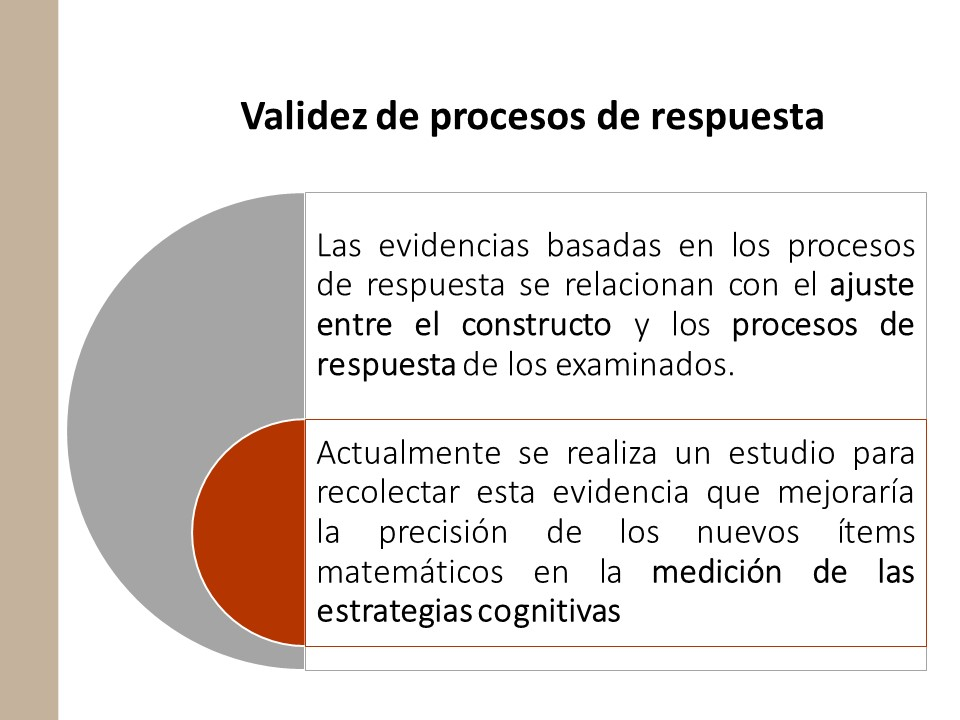 Validez de procesos de respuesta
Las evidencias basadas en los procesos
de respuesta se relacionan con el ajuste
entre el constructo y los procesos de
respuesta de los examinados.
Actualmente se realiza un estudio para
recolectar esta evidencia que mejoraría
la precisión de los nuevos ítems
matemáticos en la medición de las
estrategias cognitivas